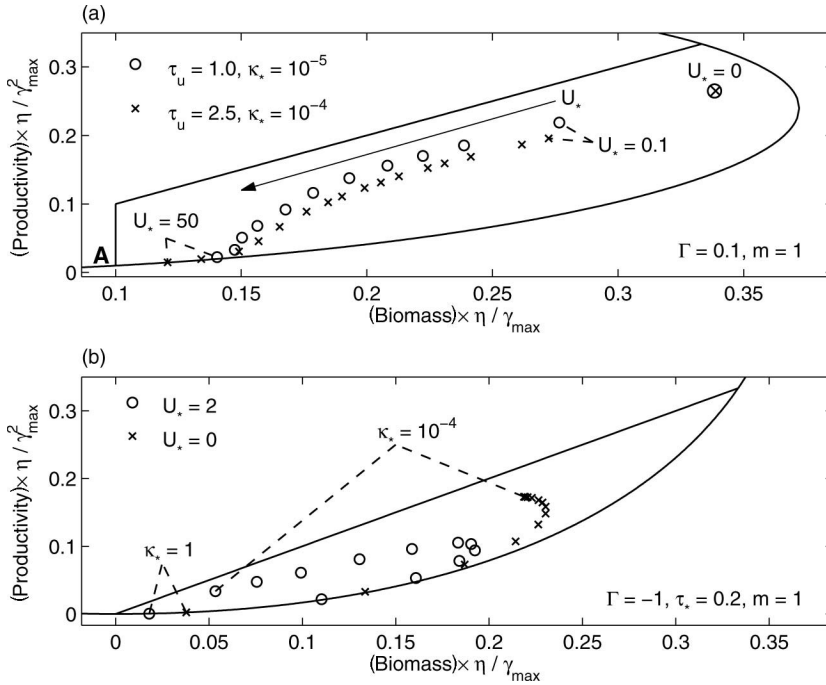 (a)
0.3
0.2
0.1
0
(Productivity)× η / γ²max
τu = 1.0, κ* = 10⁻⁵
τu = 2.5, κ* = 10⁻⁴
U* = 0
U*
U* = 0.1
U* = 50
A
Γ = 0.1, m = 1
0.1 0.15 0.2 0.25 0.3 0.35
(Biomass)× η / γmax
(b)
0.3
0.2
0.1
0
(Productivity)× η / γ²max
U* = 2
U* = 0
κ* = 10⁻⁴
κ* = 1
Γ = −1, τ* = 0.2, m = 1
0 0.05 0.1 0.15 0.2 0.25 0.3 0.35
(Biomass)× η / γmax